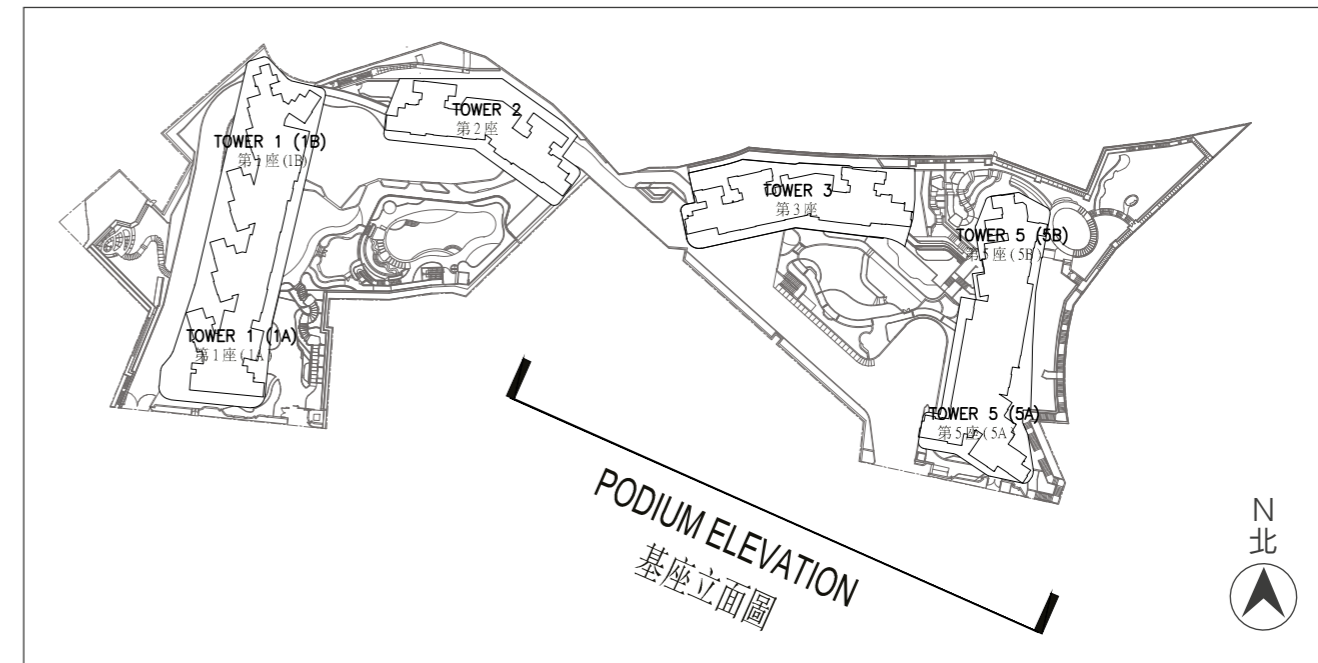 TOWER 2
第2座
TOWER 1 (1B)
第1座(1B)
TOWER 3
第3座
TOWER 5 (5B)
第5座(5B)
TOWER 1 (1A)
第1座(1A)
TOWER 5 (5A)
第5座(5A)
PODIUM ELEVATION
基座立面圖
N
北